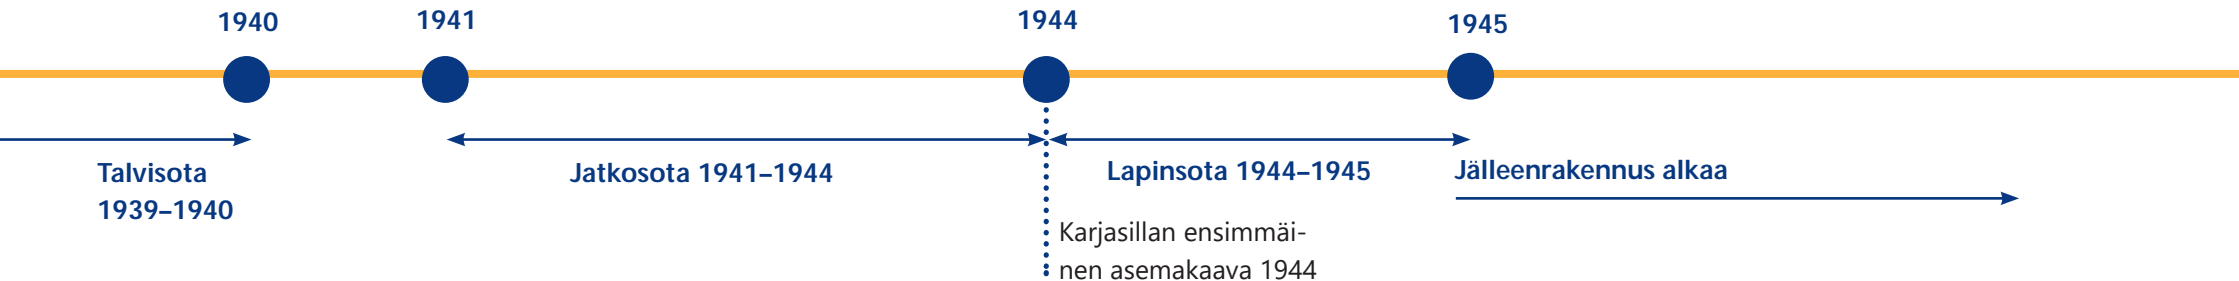 1940
1941
1944
1945
Talvisota
1939–1940
Jatkosota 1941–1944
Lapinsota 1944–1945
Jälleenrakennus alkaa
Karjasillan ensimmäi-
nen asemakaava 1944